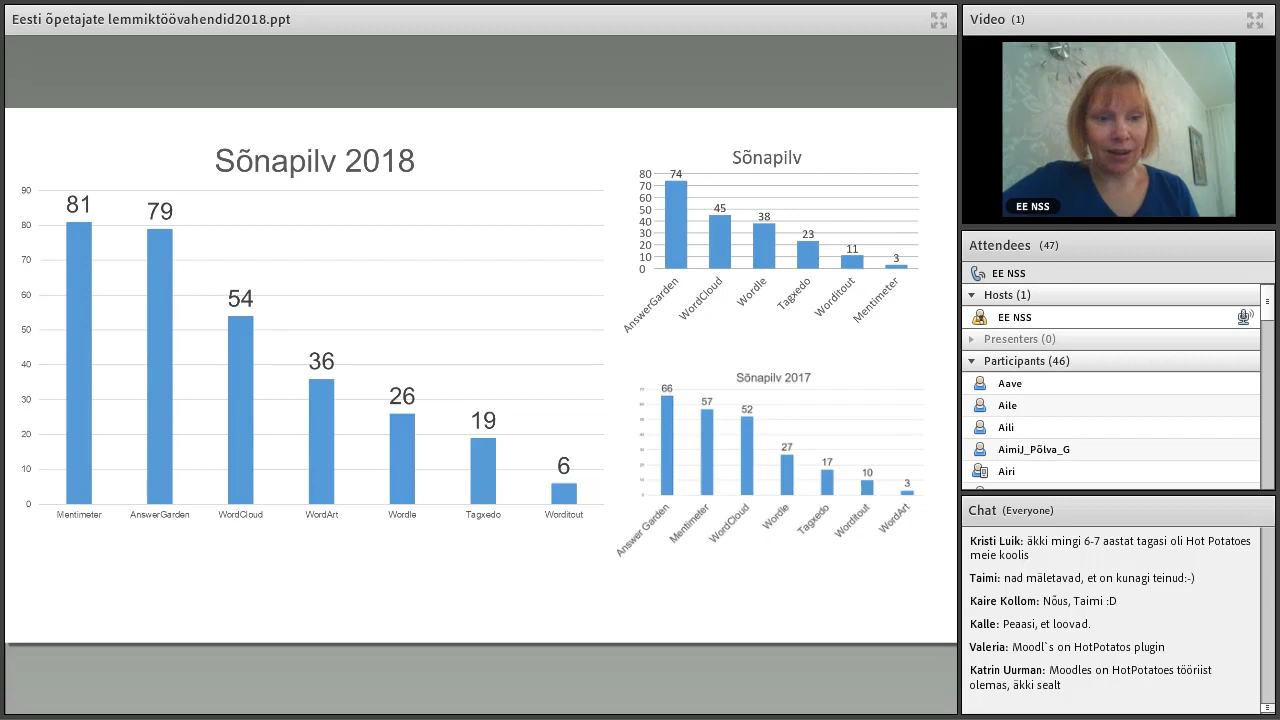 Eesti õpetajate lemmiktöövahendid2018.ppt
Sõnapilv 2018
90
80
70
60
50
40
30
20
10
0
81
79
54
36
26
19
6
Mentimeter
AnswerGarden
WordCloud
WordArt
Wordle
Tagxedo
Worditout
Sõnapilv
80
70
60
50
40
30
20
10
0
74
45
38
23
11
3
AnswerGarden
WordCloud
Wordle
Tagxedo
Worditout
Mentimeter
Sõnapilv 2017
66
57
52
27
17
10
3
Answer Garden
Mentimeter
WordCloud
Wordle
Tagxedo
Worditout
WordArt
Video (1)
EE NSS
Attendees (47)
EE NSS
Hosts (1)
EE NSS
Presenters (0)
Participants (46)
Aave
Aile
Aili
AimiJ_Põlva_G
Airi
Chat (Everyone)
Kristi Luik: äkki mingi 6-7 aastat tagasi oli Hot Potatoes
meie koolis
Taimi: nad mäletavad, et on kunagi teinud:-)
Kaire Kollom: Nõus, Taimi :D
Kalle: Peaasi, et loovad.
Valeria: Moodl`s on HotPotatos plugin
Katrin Uurman: Moodles on HotPotatoes tööriist
olemas, äkki sealt